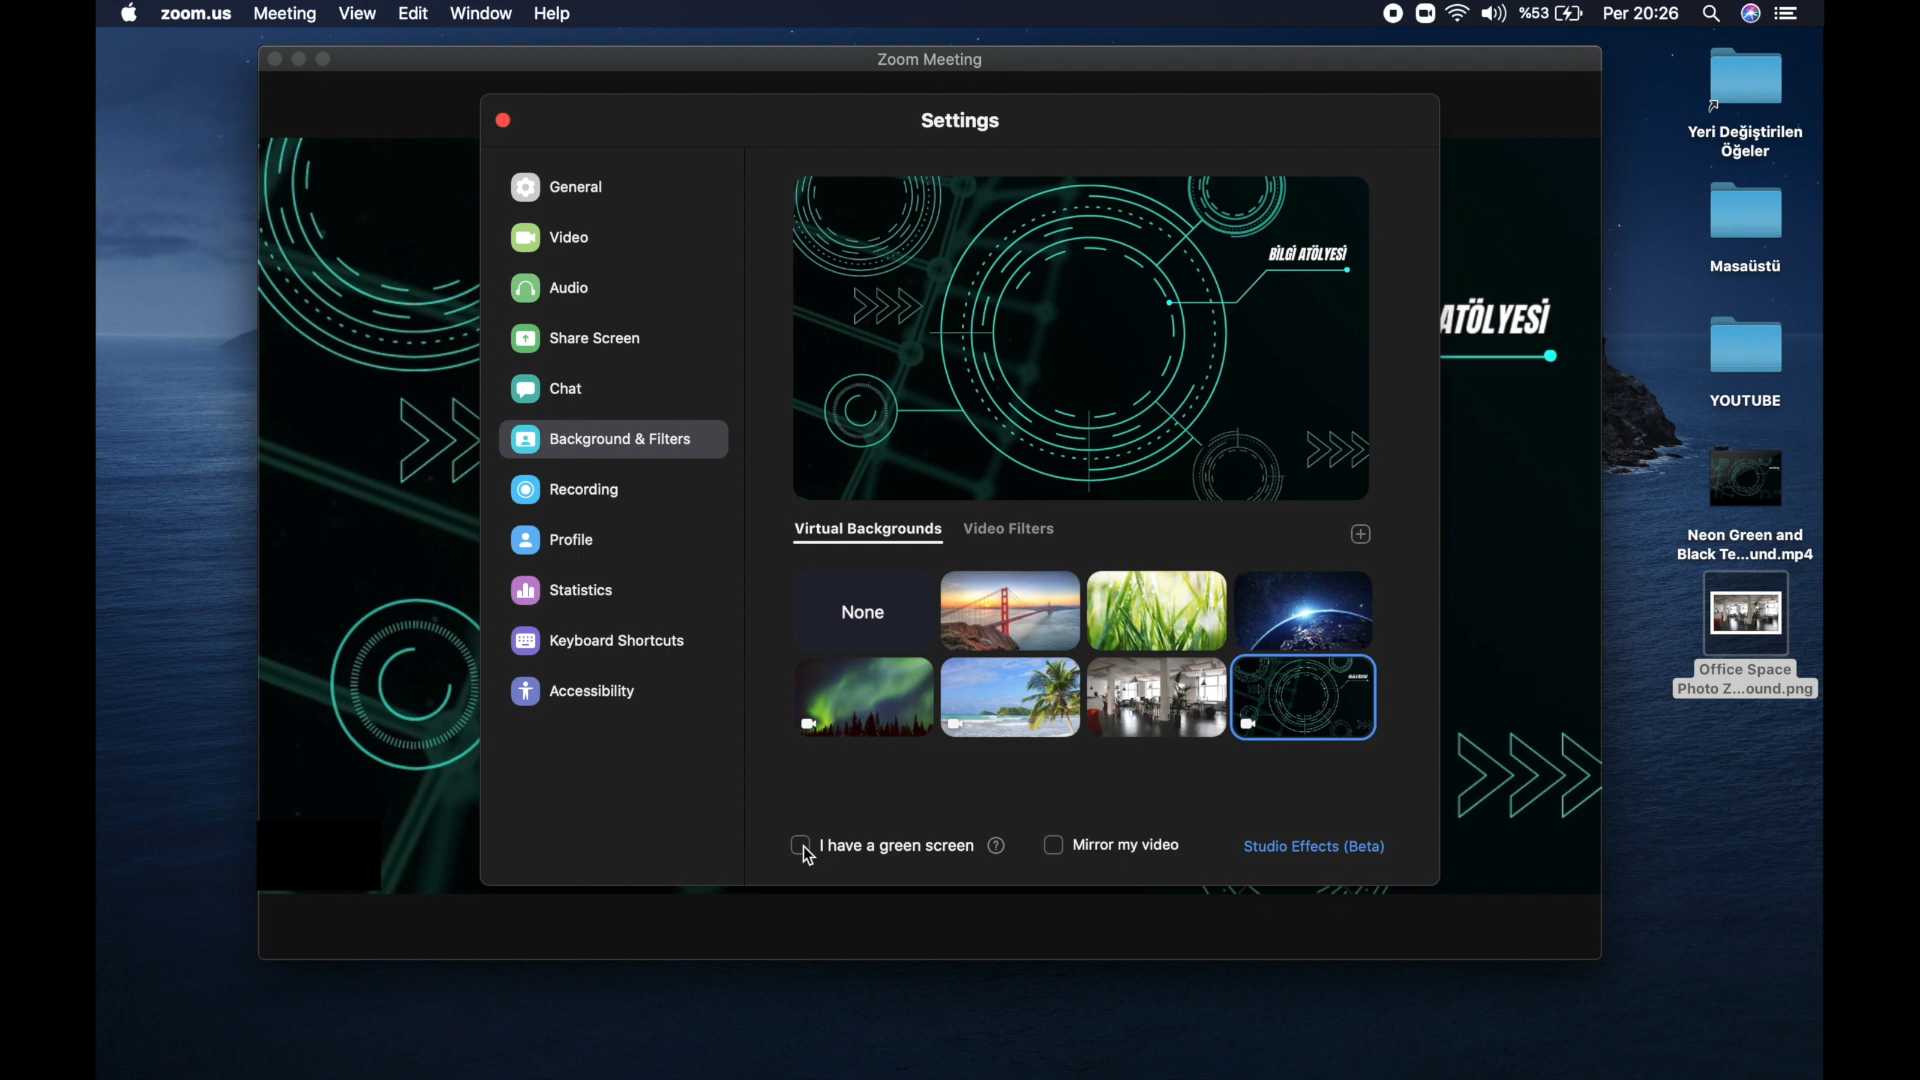 zoom.us Meeting View Edit Window Help
%53 Per 20:26
Zoom Meeting
Settings
General
Video
Audio
Share Screen
Chat
Background & Filters
Recording
Profile
Statistics
Keyboard Shortcuts
Accessibility
BİLGİ ATÖLYESİ
ATÖLYESİ
Virtual Backgrounds Video Filters
None
I have a green screen ?
Mirror my video
Studio Effects (Beta)
Yeri Değiştirilen
Öğeler
Masaüstü
YOUTUBE
Neon Green and
Black Te...und.mp4
Office Space
Photo Z...ound.png